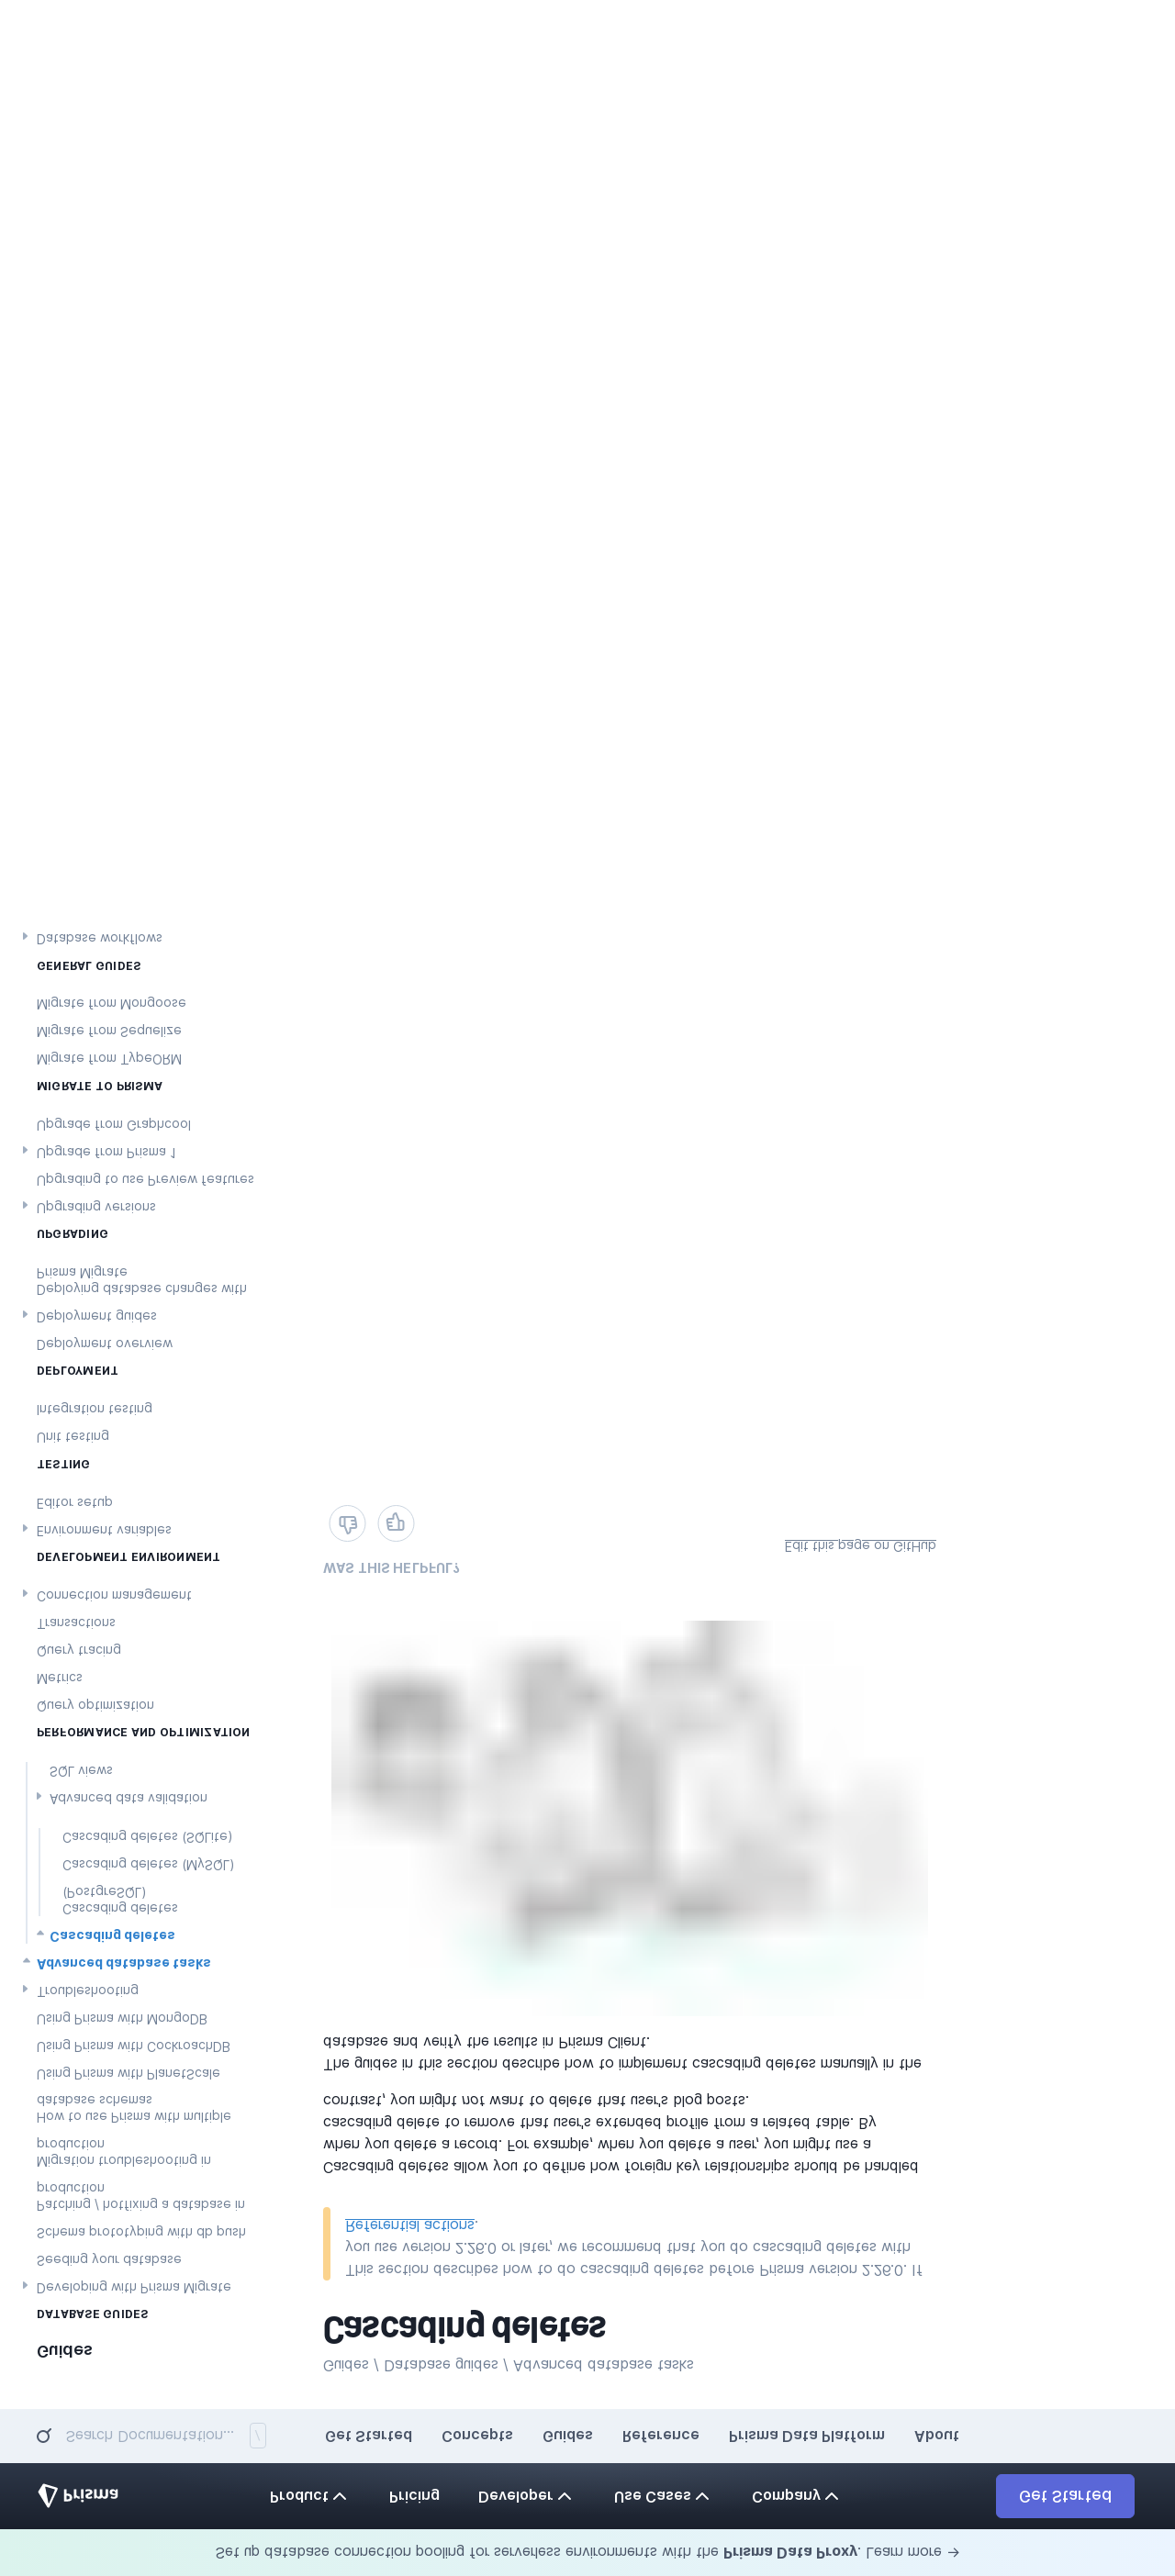 Set up database connection pooling for serverless environments with the Prisma Data Proxy. Learn more →
Prisma
Product
Pricing
Developer
Use Cases
Company
Get Started
Search Documentation...
/
Get Started
Concepts
Guides
Reference
Prisma Data Platform
About
Guides
DATABASE GUIDES
Developing with Prisma Migrate
Seeding your database
Schema prototyping with db push
Patching / hotfixing a database in
production
Migration troubleshooting in
production
How to use Prisma with multiple
database schemas
Using Prisma with PlanetScale
Using Prisma with CockroachDB
Using Prisma with MongoDB
Troubleshooting
Advanced database tasks
Cascading deletes
Cascading deletes
(PostgreSQL)
Cascading deletes (MySQL)
Cascading deletes (SQLite)
Advanced data validation
SQL views
PERFORMANCE AND OPTIMIZATION
Query optimization
Metrics
Query tracing
Transactions
Connection management
DEVELOPMENT ENVIRONMENT
Environment variables
Editor setup
TESTING
Unit testing
Integration testing
DEPLOYMENT
Deployment overview
Deployment guides
Deploying database changes with
Prisma Migrate
UPGRADING
Upgrading versions
Upgrading to use Preview features
Upgrade from Prisma 1
Upgrade from Graphcool
MIGRATE TO PRISMA
Migrate from TypeORM
Migrate from Sequelize
Migrate from Mongoose
GENERAL GUIDES
Database workflows
Guides / Database guides / Advanced database tasks
Cascading deletes
This section describes how to do cascading deletes before Prisma version 2.26.0. If
you use version 2.26.0 or later, we recommend that you do cascading deletes with
Referential actions.
Cascading deletes allow you to define how foreign key relationships should be handled
when you delete a record. For example, when you delete a user, you might use a
cascading delete to remove that user's extended profile from a related table. By
contrast, you might not want to delete that user's blog posts.
The guides in this section describe how to implement cascading deletes manually in the
database and verify the results in Prisma Client.
WAS THIS HELPFUL?
Edit this page on GitHub